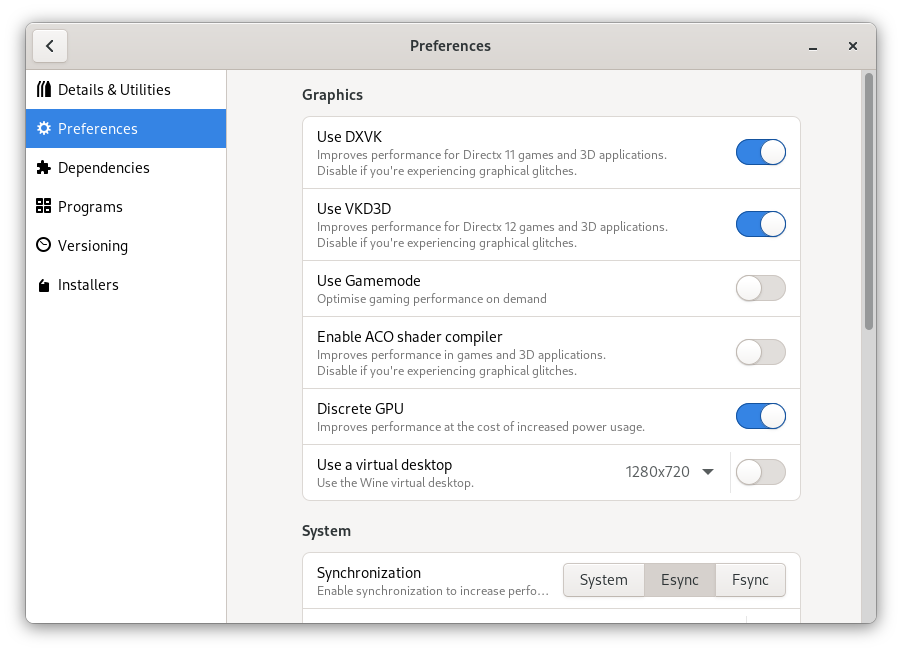 Preferences
Details & Utilities
Preferences
Dependencies
Programs
Versioning
Installers
Graphics
Use DXVK
Improves performance for Directx 11 games and 3D applications.
Disable if you're experiencing graphical glitches.
Use VKD3D
Improves performance for Directx 12 games and 3D applications.
Disable if you're experiencing graphical glitches.
Use Gamemode
Optimise gaming performance on demand
Enable ACO shader compiler
Improves performance in games and 3D applications.
Disable if you're experiencing graphical glitches.
Discrete GPU
Improves performance at the cost of increased power usage.
Use a virtual desktop
Use the Wine virtual desktop.
1280x720
System
Synchronization
Enable synchronization to increase perfo…
System Esync Fsync